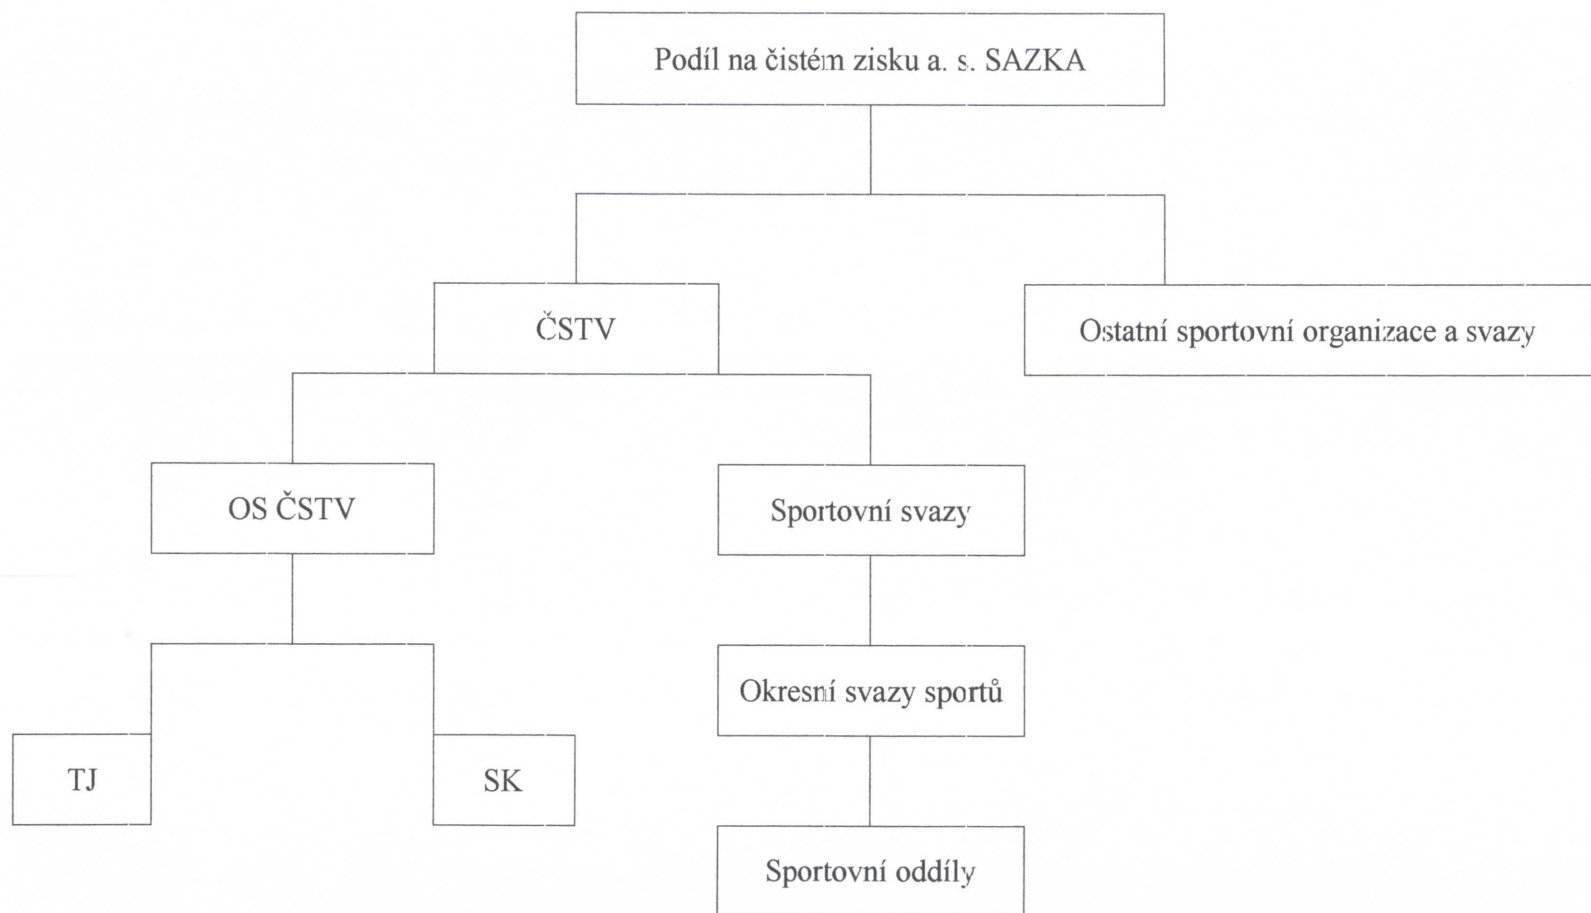 Podíl na čistém zisku a. s. SAZKA
ČSTV
Ostatní sportovní organizace a svazy
OS ČSTV
Sportovní svazy
Okresní svazy sportů
TJ
SK
Sportovní oddíly